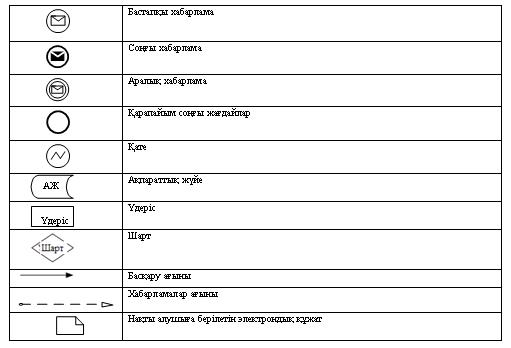 Бастапқы хабарлама
Соңғы хабарлама
Аралық хабарлама
Қарапайым соңғы жағдайлар
Қате
АЖ
Ақпараттық жүйе
Үдеріс
Үдеріс
Шарт
Шарт
Басқару ағыны
Хабарламалар ағыны
Нақты алушыға берілетін электрондық құжат